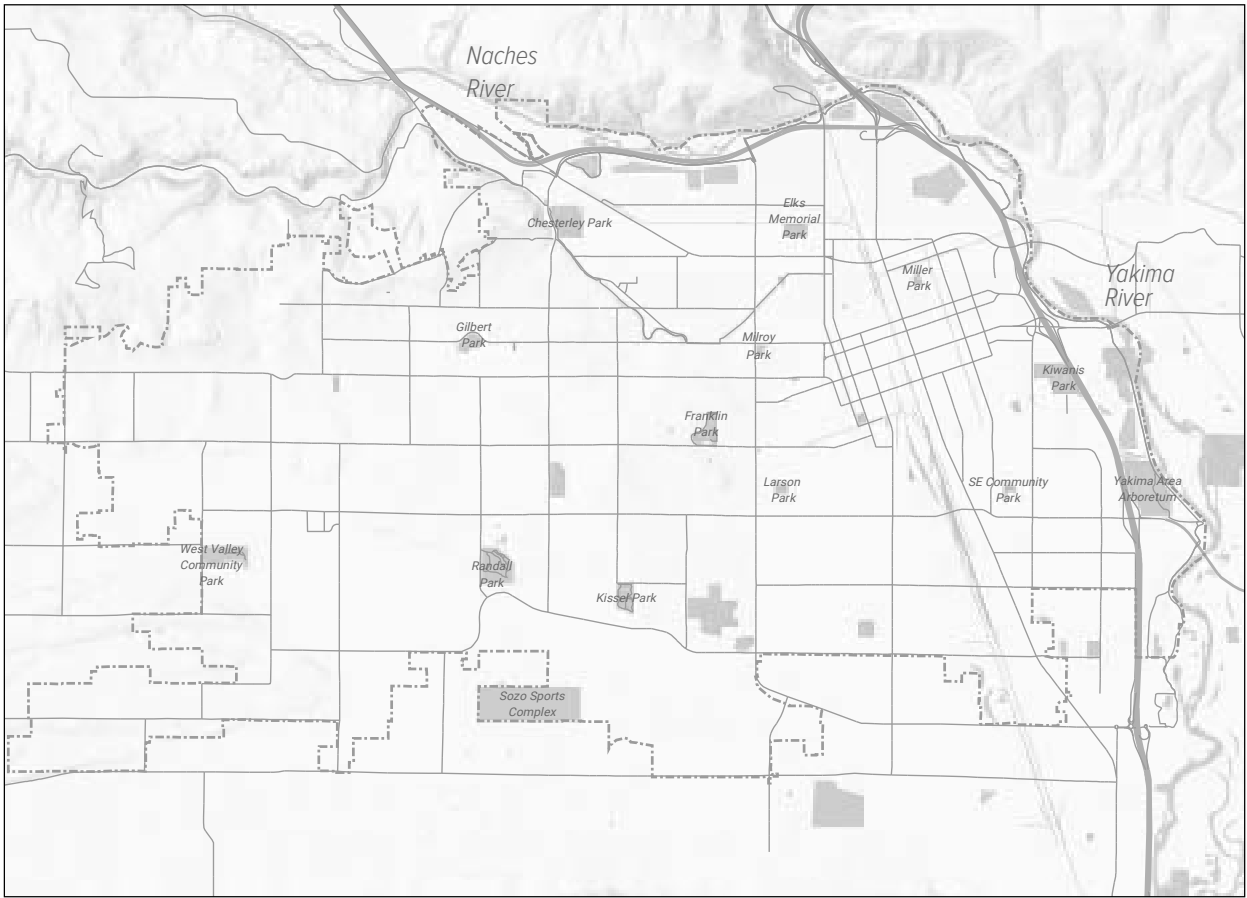 Naches
River
Elks
Memorial
Park
Chesterley Park
Miller
Park
Yakima
River
Gilbert
Park
Milroy
Park
Kiwanis
Park
Franklin
Park
Larson
Park
SE Community
Park
Yakima Area
Arboretum
West Valley
Community
Park
Randall
Park
Kissel Park
Sozo Sports
Complex